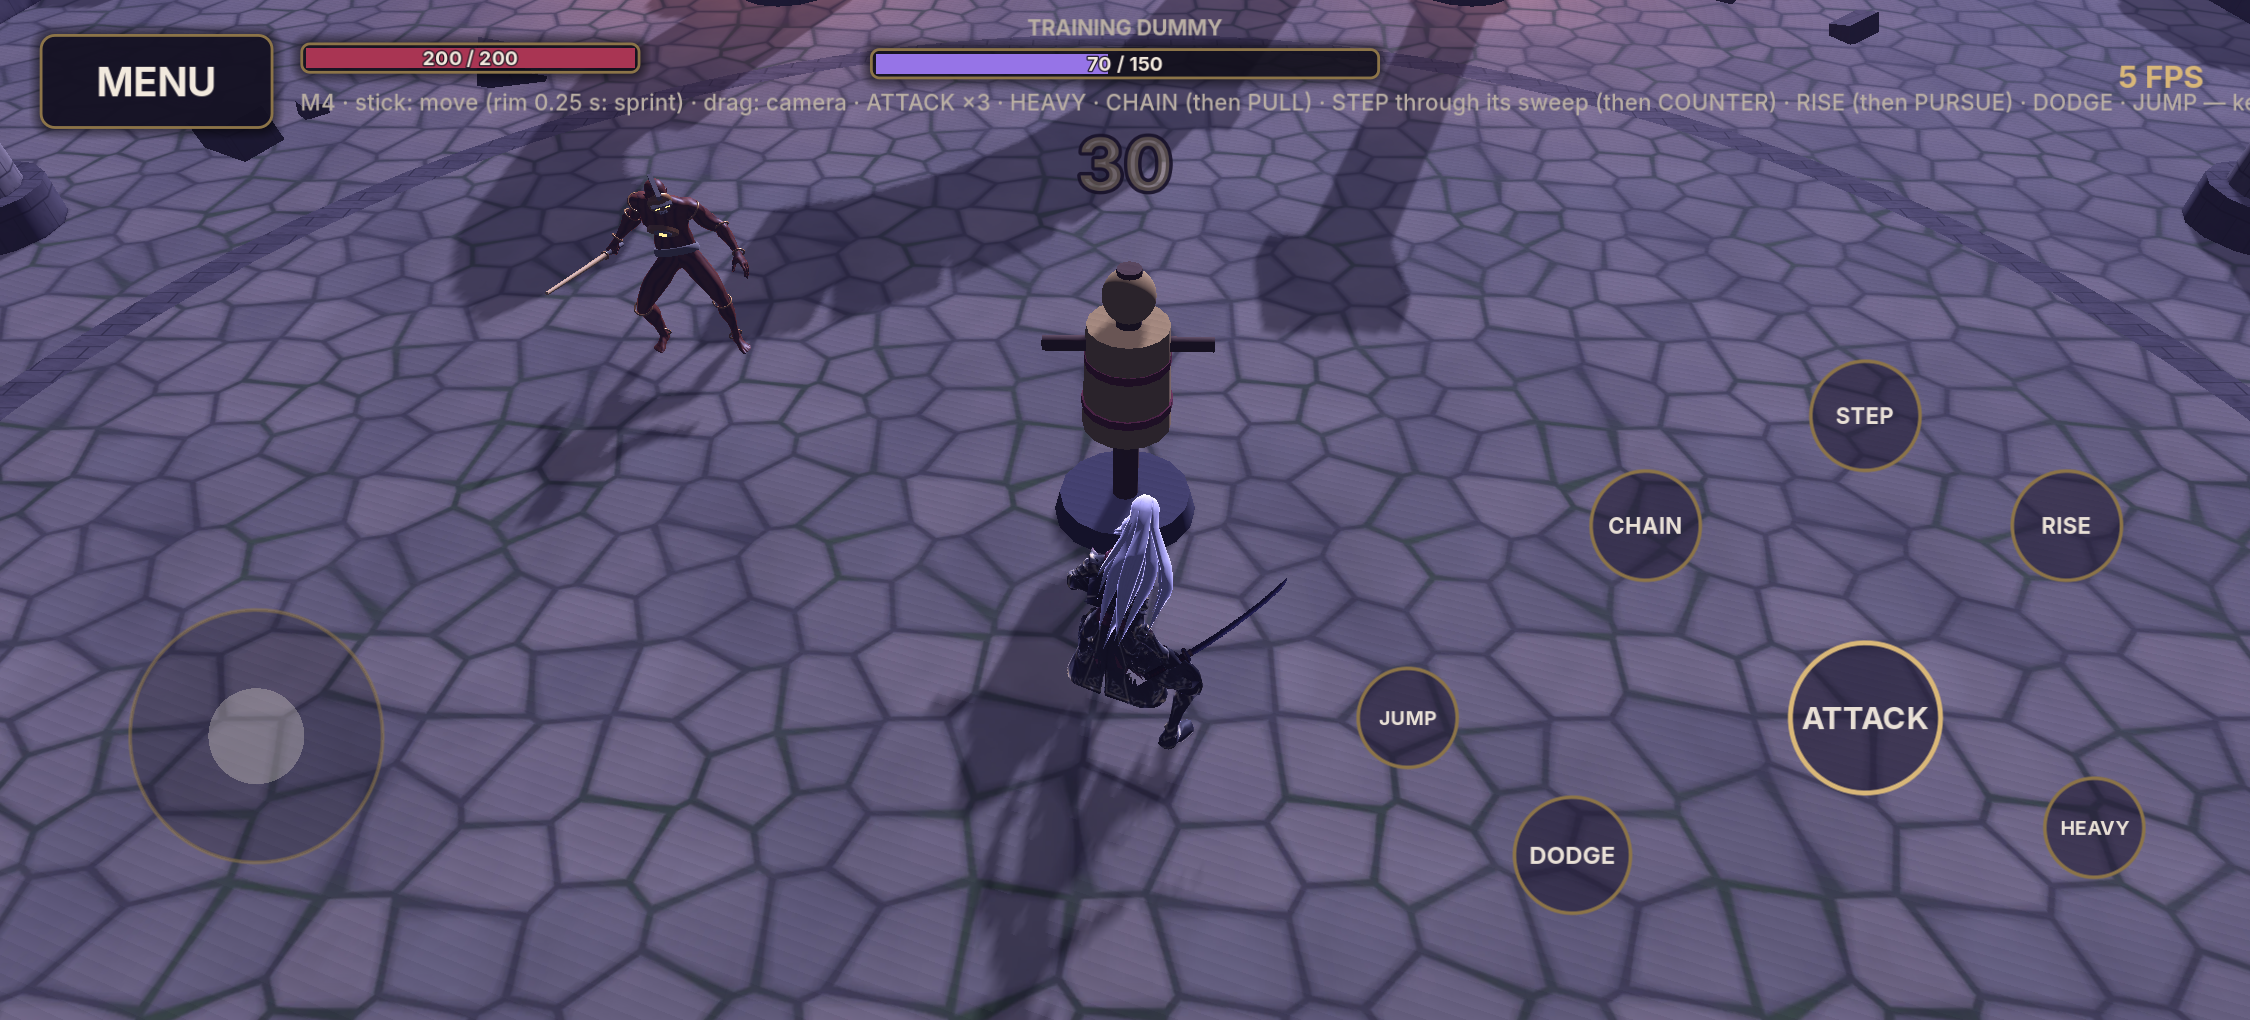 MENU
200 / 200
TRAINING DUMMY
70 / 150
5 FPS
M4 · stick: move (rim 0.25 s: sprint) · drag: camera · ATTACK ×3 · HEAVY · CHAIN (then PULL) · STEP through its sweep (then COUNTER) · RISE (then PURSUE) · DODGE · JUMP —
30
STEP
CHAIN
RISE
JUMP
ATTACK
HEAVY
DODGE